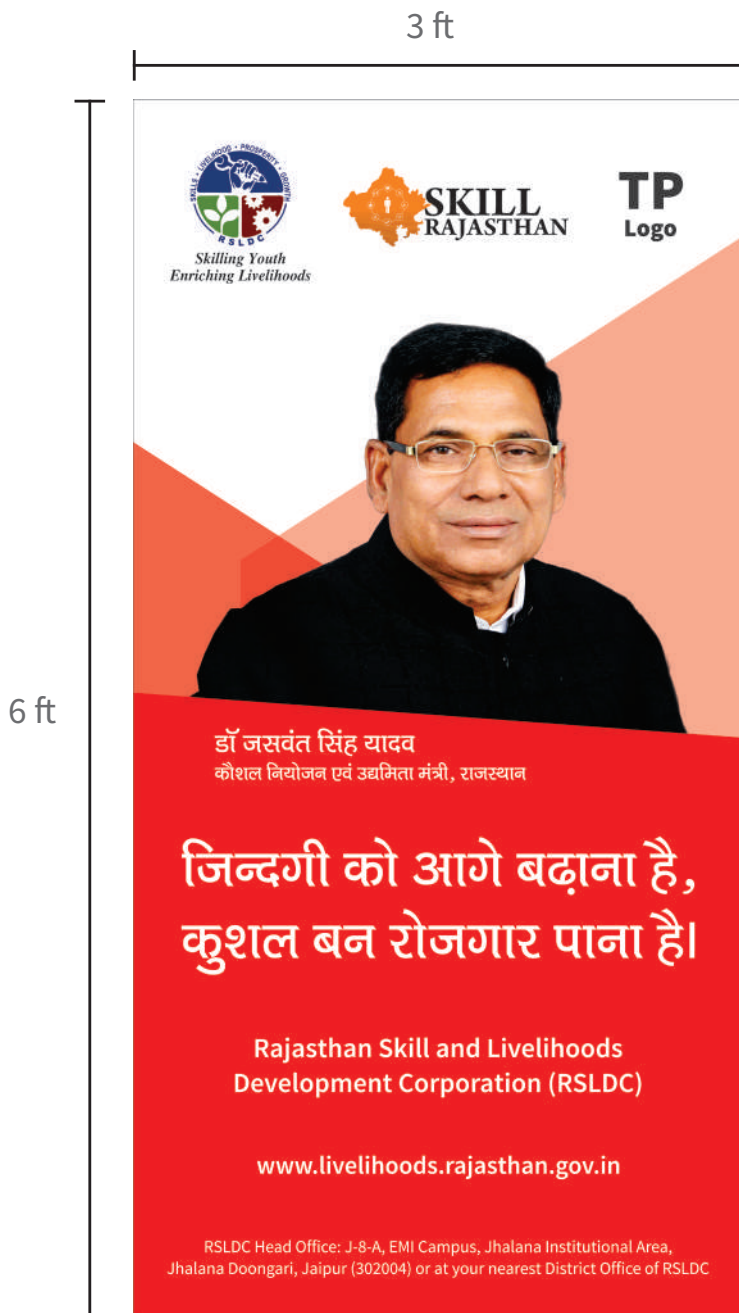 3 ft
6 ft
SKILLS • LIVELIHOOD • PROSPERITY • GROWTH
RSLDC
Skilling Youth
Enriching Livelihoods
SKILL
RAJASTHAN
TP
Logo
डॉ जसवंत सिंह यादव
कौशल नियोजन एवं उद्यमिता मंत्री, राजस्थान
जिन्दगी को आगे बढ़ाना है,
कुशल बन रोजगार पाना है।
Rajasthan Skill and Livelihoods
Development Corporation (RSLDC)
www.livelihoods.rajasthan.gov.in
RSLDC Head Office: J-8-A, EMI Campus, Jhalana Institutional Area,
Jhalana Doongari, Jaipur (302004) or at your nearest District Office of RSLDC